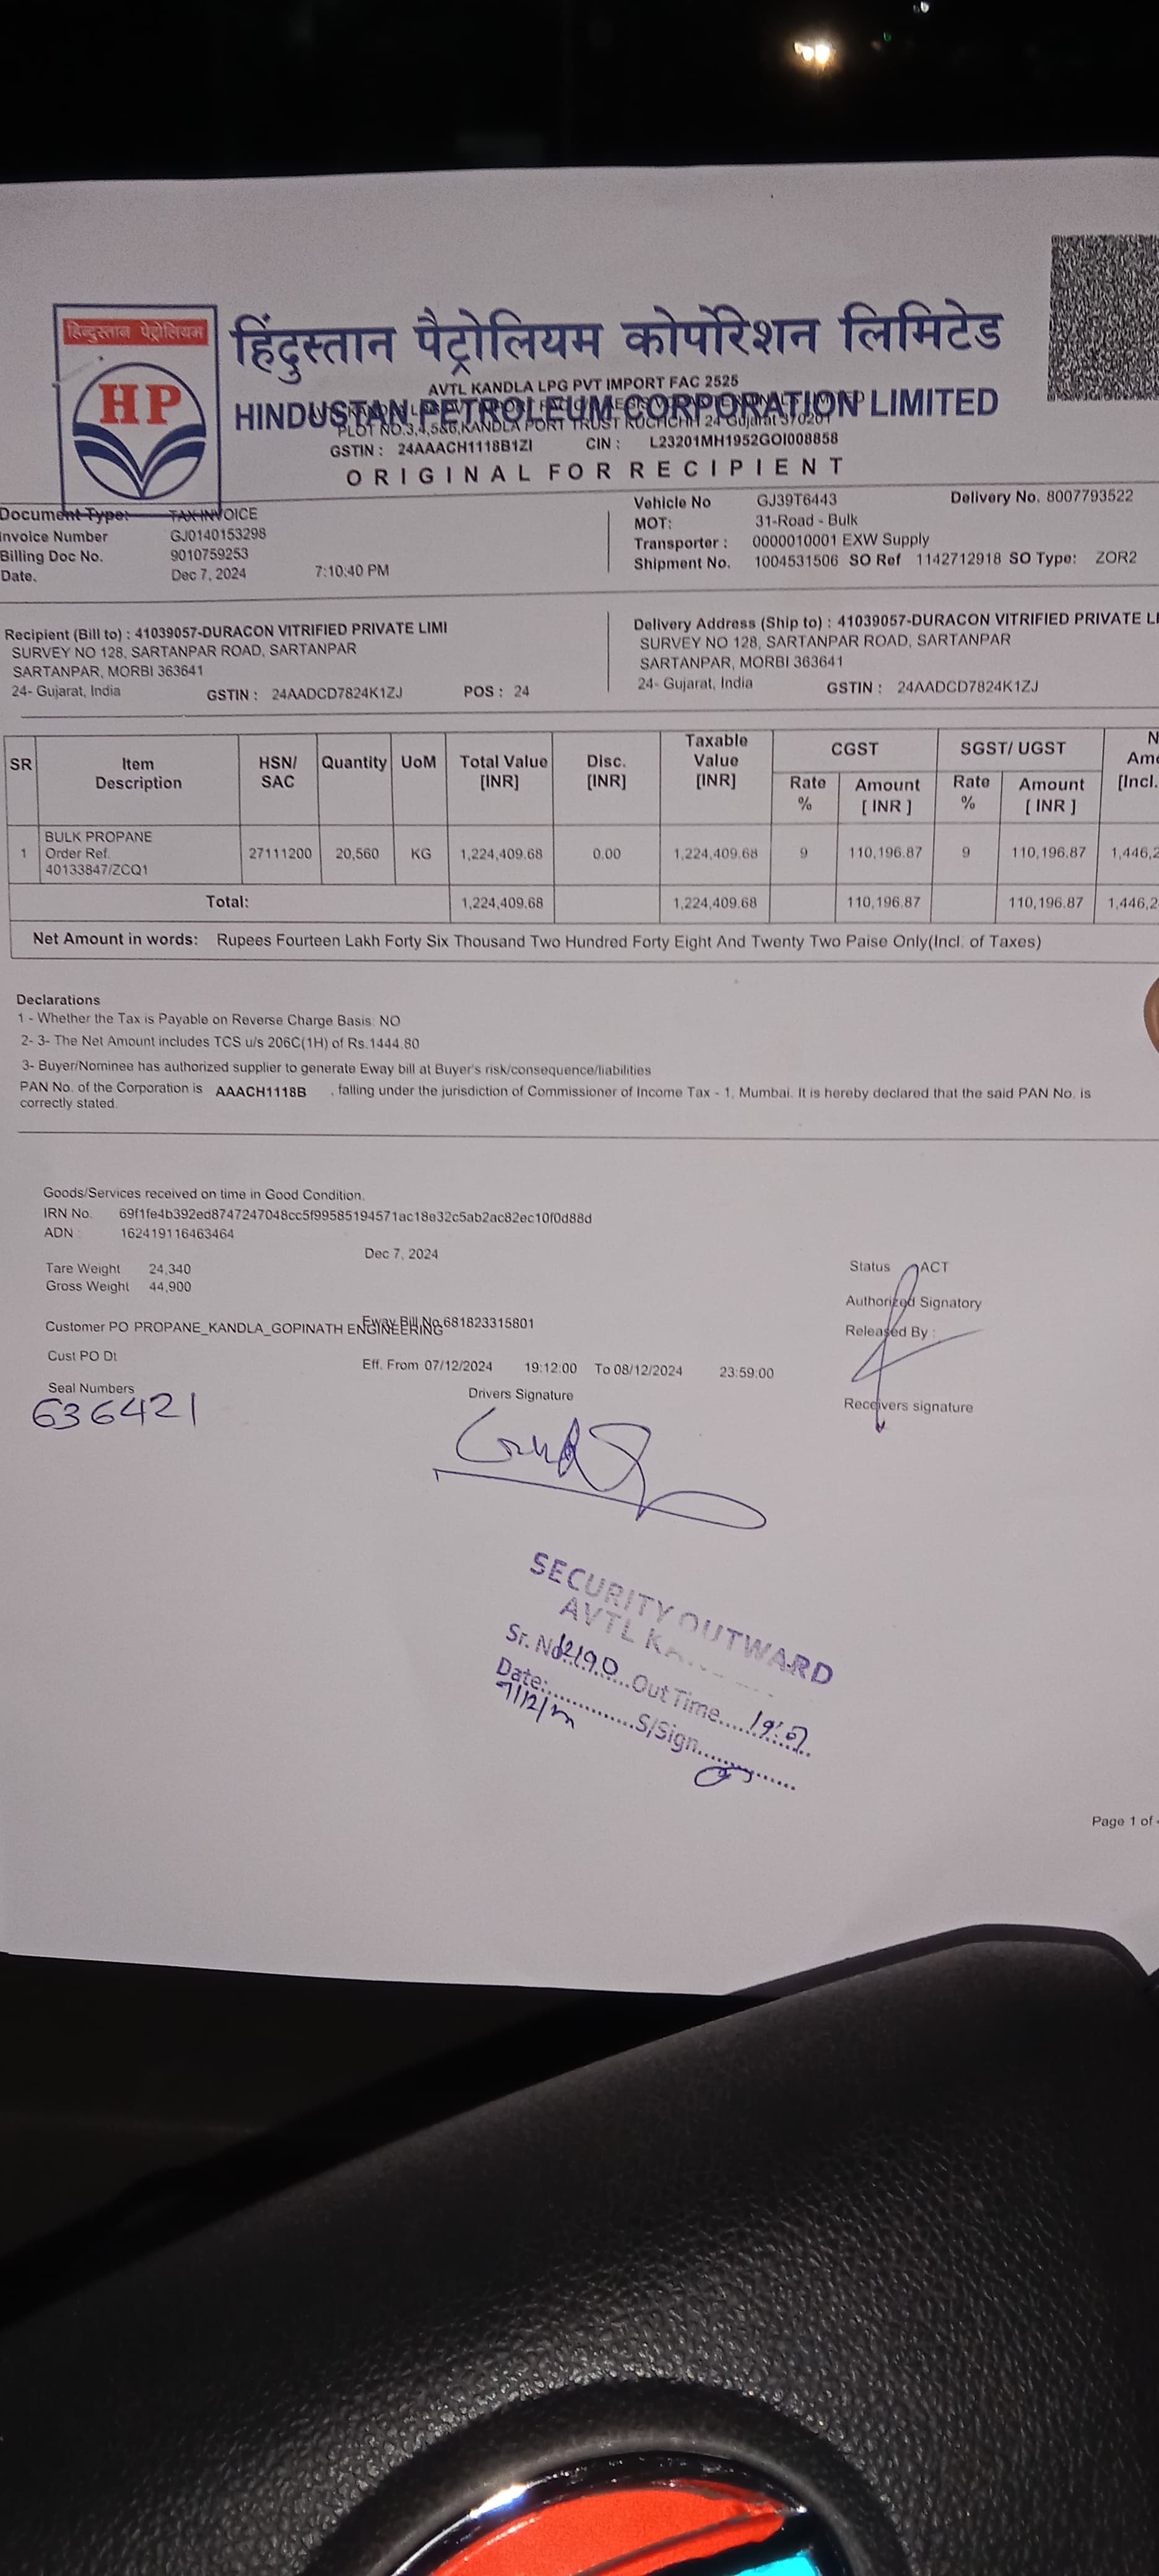 हिन्दुस्तान पेट्रोलियम
HP
हिंदुस्तान पैट्रोलियम कोर्पोरेशन लिमिटेड
AVTL KANDLA LPG PVT IMPORT FAC 2525
HINDUSTAN PETROLEUM CORPORATION LIMITED
PLOT NO.3,4,5&6,KANDLA PORT TRUST KUCHCHH 24 Gujarat 370201
GSTIN : 24AAACH1118B1ZI CIN : L23201MH1952GOI008858
ORIGINAL FOR RECIPIENT
Document Type: TAX INVOICE
Invoice Number GJ0140153298
Billing Doc No. 9010759253
Date. Dec 7, 2024 7:10:40 PM
Vehicle No GJ39T6443 Delivery No. 8007793522
MOT: 31-Road - Bulk
Transporter : 0000010001 EXW Supply
Shipment No. 1004531506 SO Ref 1142712918 SO Type: ZOR2
Recipient (Bill to) : 41039057-DURACON VITRIFIED PRIVATE LIMI
SURVEY NO 128, SARTANPAR ROAD, SARTANPAR
SARTANPAR, MORBI 363641
24- Gujarat, India GSTIN : 24AADCD7824K1ZJ POS : 24
Delivery Address (Ship to) : 41039057-DURACON VITRIFIED PRIVATE LI
SURVEY NO 128, SARTANPAR ROAD, SARTANPAR
SARTANPAR, MORBI 363641
24- Gujarat, India GSTIN : 24AADCD7824K1ZJ
SR Item Description HSN/ SAC Quantity UoM Total Value [INR] Disc. [INR] Taxable Value [INR] CGST SGST/ UGST
Rate % Amount [ INR ] Rate % Amount [ INR ] [Incl.
1 BULK PROPANE Order Ref. 40133847/ZCQ1 27111200 20,560 KG 1,224,409.68 0.00 1,224,409.68 9 110,196.87 9 110,196.87 1,446,2
Total: 1,224,409.68 1,224,409.68 110,196.87 110,196.87 1,446,2
Net Amount in words: Rupees Fourteen Lakh Forty Six Thousand Two Hundred Forty Eight And Twenty Two Paise Only(Incl. of Taxes)
Declarations
1 - Whether the Tax is Payable on Reverse Charge Basis: NO
2- 3- The Net Amount includes TCS u/s 206C(1H) of Rs.1444.80
3- Buyer/Nominee has authorized supplier to generate Eway bill at Buyer's risk/consequence/liabilities
PAN No. of the Corporation is AAACH1118B , falling under the jurisdiction of Commissioner of Income Tax - 1, Mumbai. It is hereby declared that the said PAN No. is
correctly stated.
Goods/Services received on time in Good Condition.
IRN No. 69f1fe4b392ed8747247048cc5f99585194571ac18e32c5ab2ac82ec10f0d88d
ADN : 162419116463464
Dec 7, 2024
Tare Weight 24,340
Gross Weight 44,900
Status ACT
Authorized Signatory
Released By :
Customer PO PROPANE_KANDLA_GOPINATH ENGINEERING
Eway Bill No 681823315801
Cust PO Dt
Eff. From 07/12/2024 19:12:00 To 08/12/2024 23:59:00
Seal Numbers
636421
Drivers Signature
Receivers signature
SECURITY OUTWARD
AVTL
Sr. No. 12190 Out Time
Date: S/Sign
Page 1 of